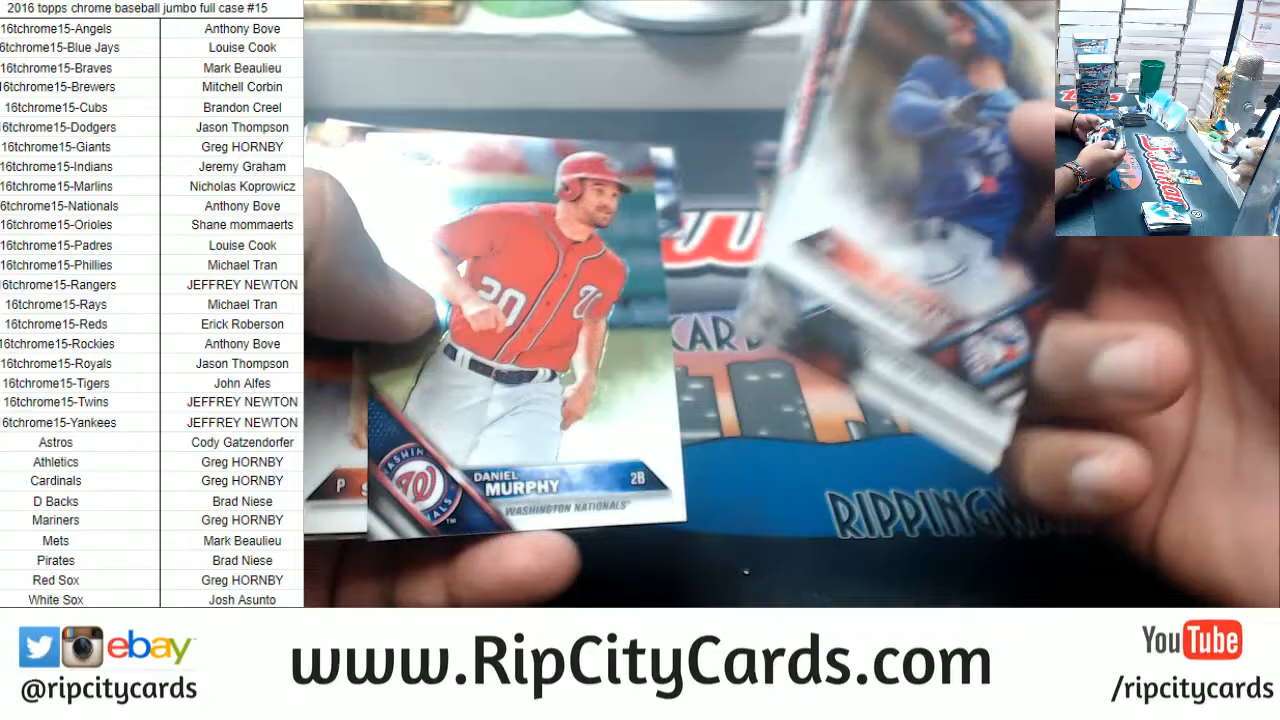 2016 topps chrome baseball jumbo full case #15
16tchrome15-Angels Anthony Bove
6tchrome15-Blue Jays Louise Cook
16tchrome15-Braves Mark Beaulieu
6tchrome15-Brewers Mitchell Corbin
16tchrome15-Cubs Brandon Creel
6tchrome15-Dodgers Jason Thompson
16tchrome15-Giants Greg HORNBY
16tchrome15-Indians Jeremy Graham
16tchrome15-Marlins Nicholas Koprowicz
6tchrome15-Nationals Anthony Bove
16tchrome15-Orioles Shane mommaerts
16tchrome15-Padres Louise Cook
16tchrome15-Phillies Michael Tran
16tchrome15-Rangers JEFFREY NEWTON
16tchrome15-Rays Michael Tran
16tchrome15-Reds Erick Roberson
6tchrome15-Rockies Anthony Bove
16tchrome15-Royals Jason Thompson
16tchrome15-Tigers John Alfes
16tchrome15-Twins JEFFREY NEWTON
6tchrome15-Yankees JEFFREY NEWTON
Astros Cody Gatzendorfer
Athletics Greg HORNBY
Cardinals Greg HORNBY
D Backs Brad Niese
Mariners Greg HORNBY
Mets Mark Beaulieu
Pirates Brad Niese
Red Sox Greg HORNBY
White Sox Josh Asunto
20
DANIEL
MURPHY 2B
WASHINGTON NATIONALS
P
CARD
RIPPINGW
ebay
@ripcitycards
www.RipCityCards.com
YouTube
/ripcitycards